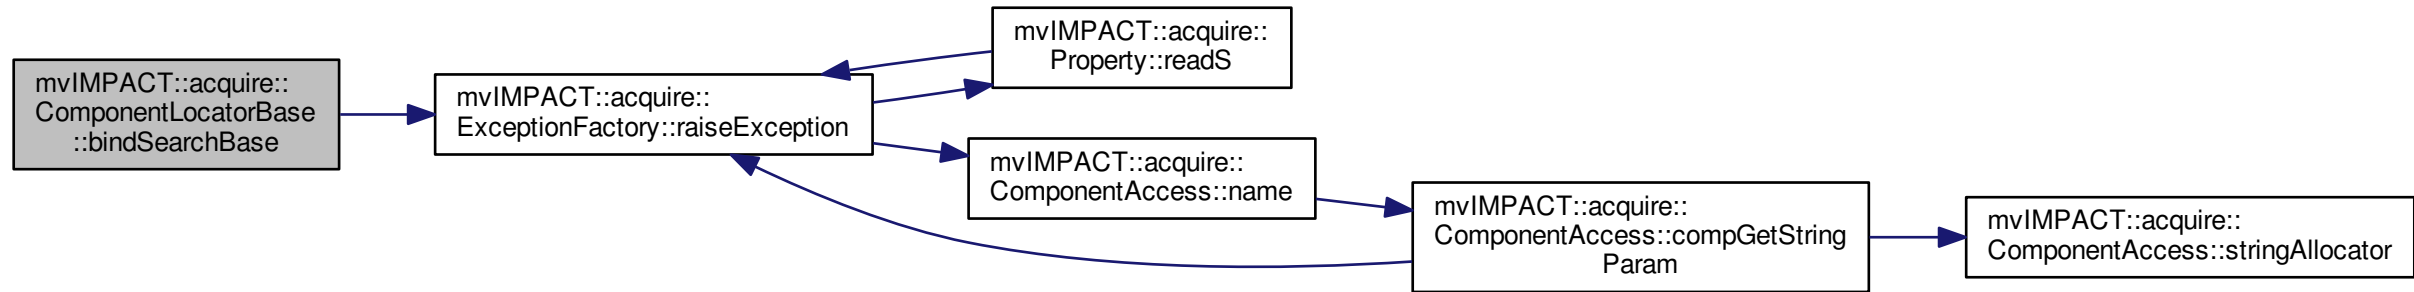 mvIMPACT::acquire::
ComponentLocatorBase
::bindSearchBase
mvIMPACT::acquire::
ExceptionFactory::raiseException
mvIMPACT::acquire::
Property::readS
mvIMPACT::acquire::
ComponentAccess::name
mvIMPACT::acquire::
ComponentAccess::compGetString
Param
mvIMPACT::acquire::
ComponentAccess::stringAllocator